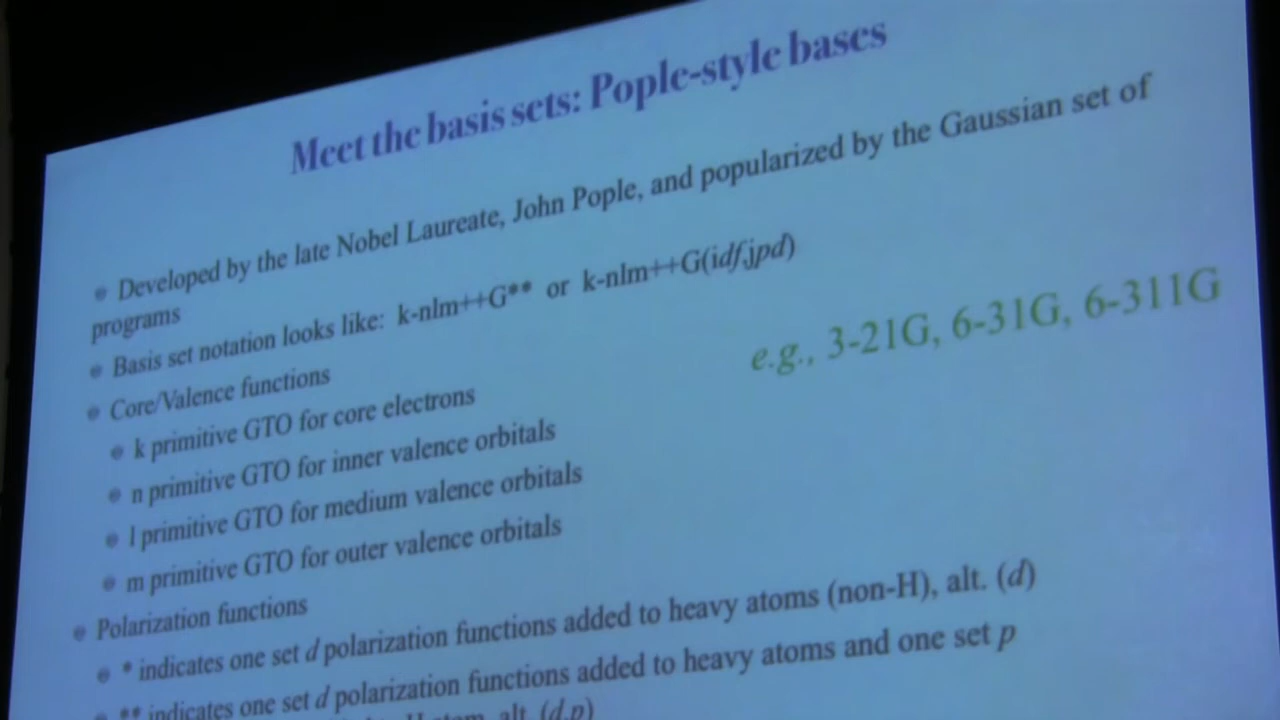 Meet the basis sets: Pople-style bases
Developed by the late Nobel Laureate, John Pople, and popularized by the Gaussian set of
programs
Basis set notation looks like: k-nlm++G** or k-nlm++G(idf,jpd)
e.g., 3-21G, 6-31G, 6-311G
Core/Valence functions
k primitive GTO for core electrons
n primitive GTO for inner valence orbitals
l primitive GTO for medium valence orbitals
m primitive GTO for outer valence orbitals
Polarization functions
* indicates one set d polarization functions added to heavy atoms (non-H), alt. (d)
** indicates one set d polarization functions added to heavy atoms and one set p
H atom, alt. (d,p)